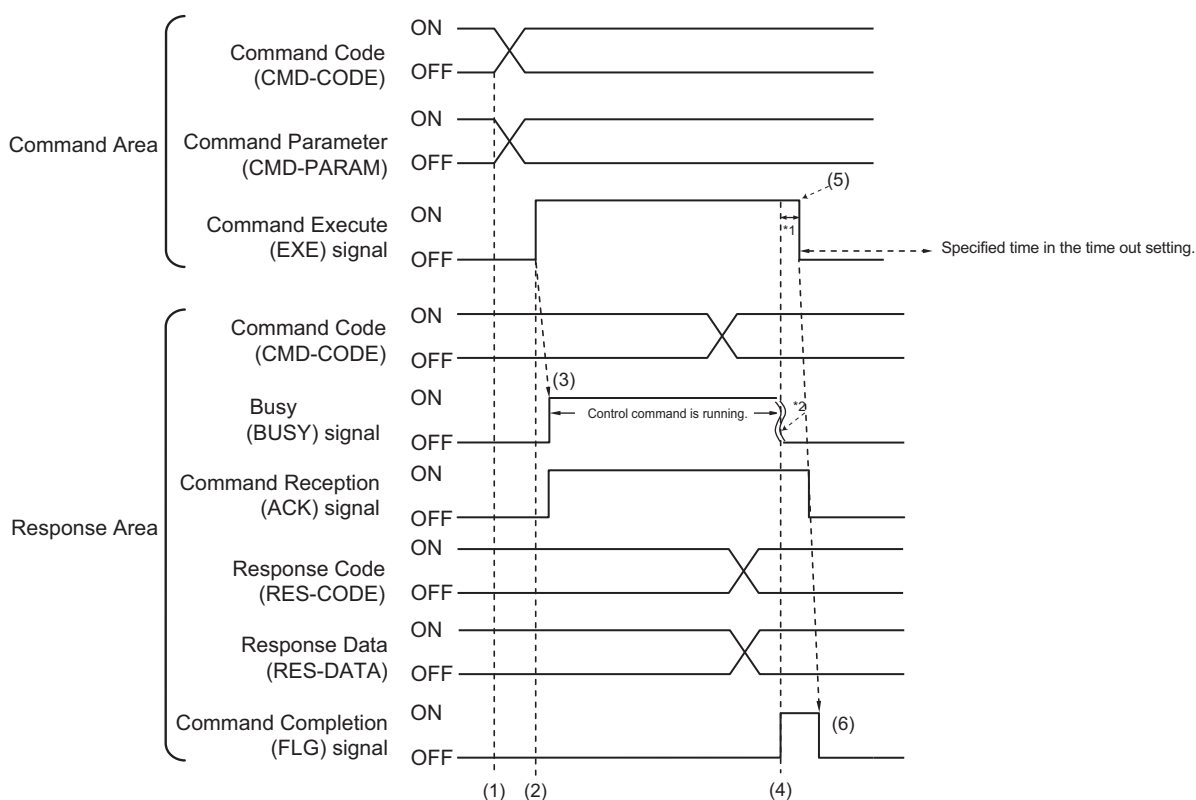 Command Area
Command Code
(CMD-CODE)
ON
OFF
Command Parameter
(CMD-PARAM)
ON
OFF
Command Execute
(EXE) signal
ON
OFF
(5)
*1
Specified time in the time out setting.
Response Area
Command Code
(CMD-CODE)
ON
OFF
Busy
(BUSY) signal
ON
OFF
(3)
Control command is running.
*2
Command Reception
(ACK) signal
ON
OFF
Response Code
(RES-CODE)
ON
OFF
Response Data
(RES-DATA)
ON
OFF
Command Completion
(FLG) signal
ON
OFF
(6)
(1)
(2)
(4)